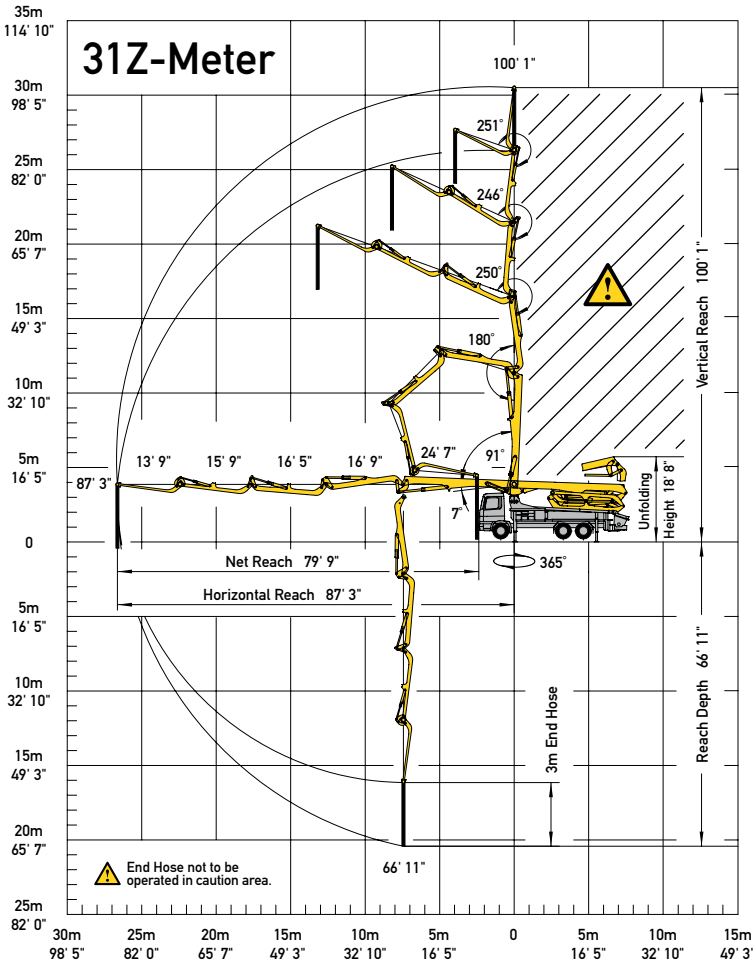 35m
114' 10"
31Z-Meter
100' 1"
30m
98' 5"
251°
25m
82' 0"
246°
20m
65' 7"
250°
15m
49' 3"
180°
Vertical Reach 100' 1"
10m
32' 10"
5m
16' 5"
13' 9"
15' 9"
16' 5"
16' 9"
24' 7"
91°
87' 3"
7°
Unfolding
Height 18' 8"
0
Net Reach 79' 9"
365°
Horizontal Reach 87' 3"
5m
16' 5"
Reach Depth 66' 11"
10m
32' 10"
15m
49' 3"
3m End Hose
20m
65' 7"
66' 11"
End Hose not to be
operated in caution area.
25m
82' 0"
30m 25m 20m 15m 10m 5m 0 5m 10m 15m
98' 5" 82' 0" 65' 7" 49' 3" 32' 10" 16' 5" 16' 5" 32' 10" 49' 3"